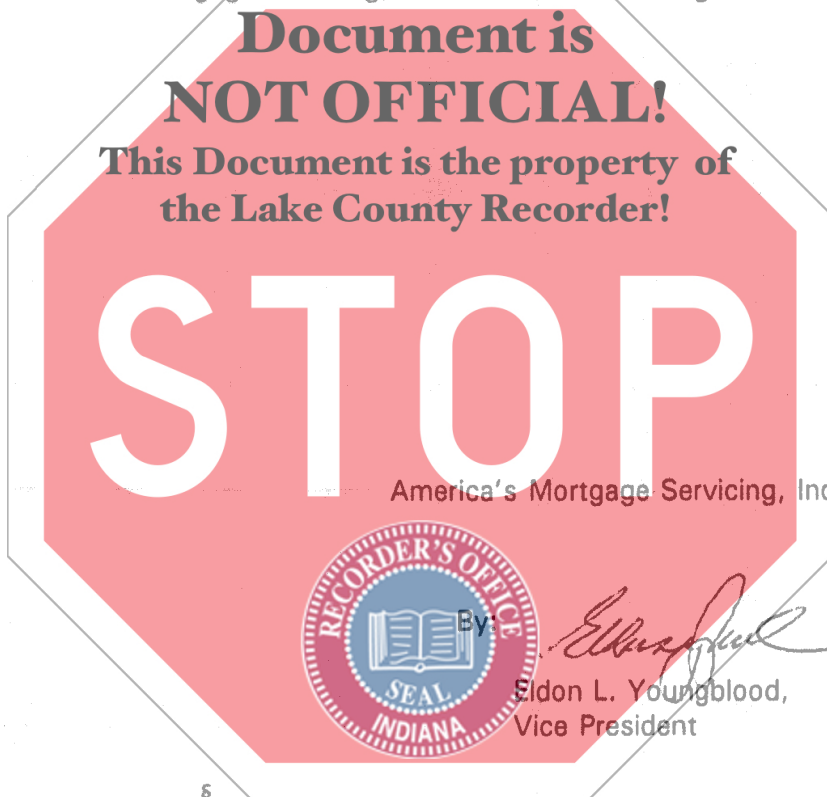 Document is
NOT OFFICIAL!
This Document is the property of
the Lake County Recorder!
STOP
America's Mortgage Servicing, Inc
RECORDER'S OFFICE
By:
SEAL
INDIANA
Eldon L. Youngblood,
Vice President